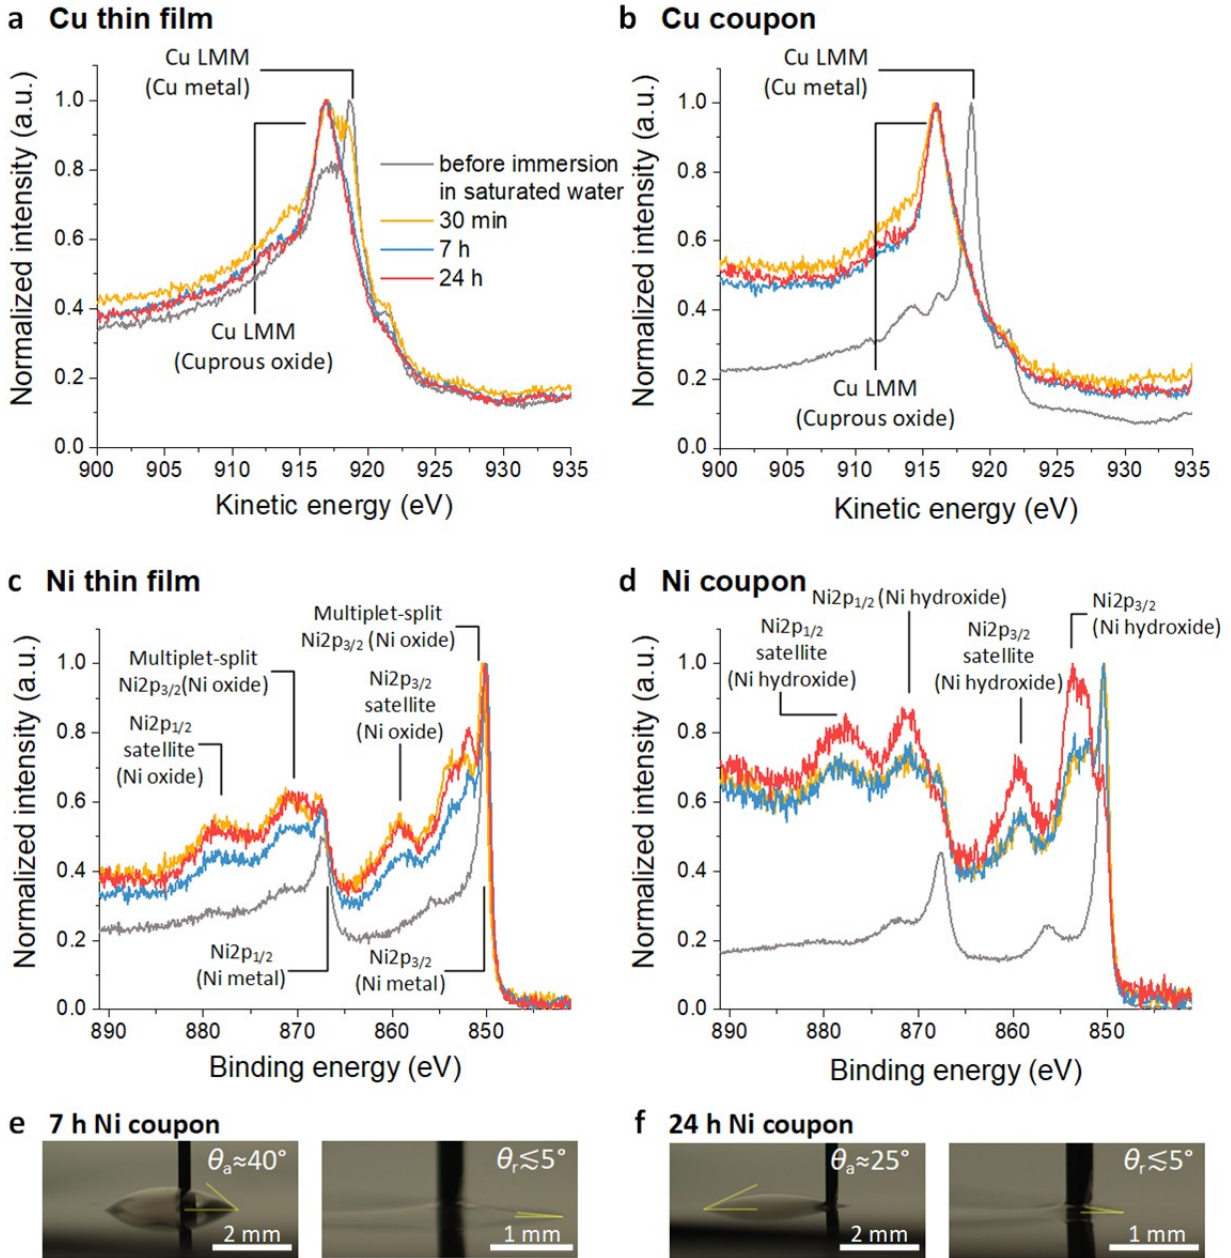 a Cu thin film
Cu LMM
(Cu metal)
1.0
0.8
0.6
0.4
0.2
0.0
Normalized intensity (a.u.)
before immersion
in saturated water
30 min
7 h
24 h
Cu LMM
(Cuprous oxide)
900 905 910 915 920 925 930 935
Kinetic energy (eV)
b Cu coupon
Cu LMM
(Cu metal)
1.0
0.8
0.6
0.4
0.2
0.0
Normalized intensity (a.u.)
Cu LMM
(Cuprous oxide)
900 905 910 915 920 925 930 935
Kinetic energy (eV)
c Ni thin film
Multiplet-split
Ni2p3/2 (Ni oxide)
Multiplet-split
Ni2p3/2(Ni oxide)
Ni2p3/2
satellite
(Ni oxide)
Ni2p1/2
satellite
(Ni oxide)
1.0
0.8
0.6
0.4
0.2
0.0
Normalized intensity (a.u.)
Ni2p1/2
(Ni metal)
Ni2p3/2
(Ni metal)
890 880 870 860 850
Binding energy (eV)
d Ni coupon
Ni2p1/2 (Ni hydroxide)
Ni2p3/2
(Ni hydroxide)
Ni2p1/2
satellite
(Ni hydroxide)
Ni2p3/2
satellite
(Ni hydroxide)
1.0
0.8
0.6
0.4
0.2
0.0
Normalized intensity (a.u.)
890 880 870 860 850
Binding energy (eV)
e 7 h Ni coupon
θa≈40°
2 mm
θr≲5°
1 mm
f 24 h Ni coupon
θa≈25°
2 mm
θr≲5°
1 mm